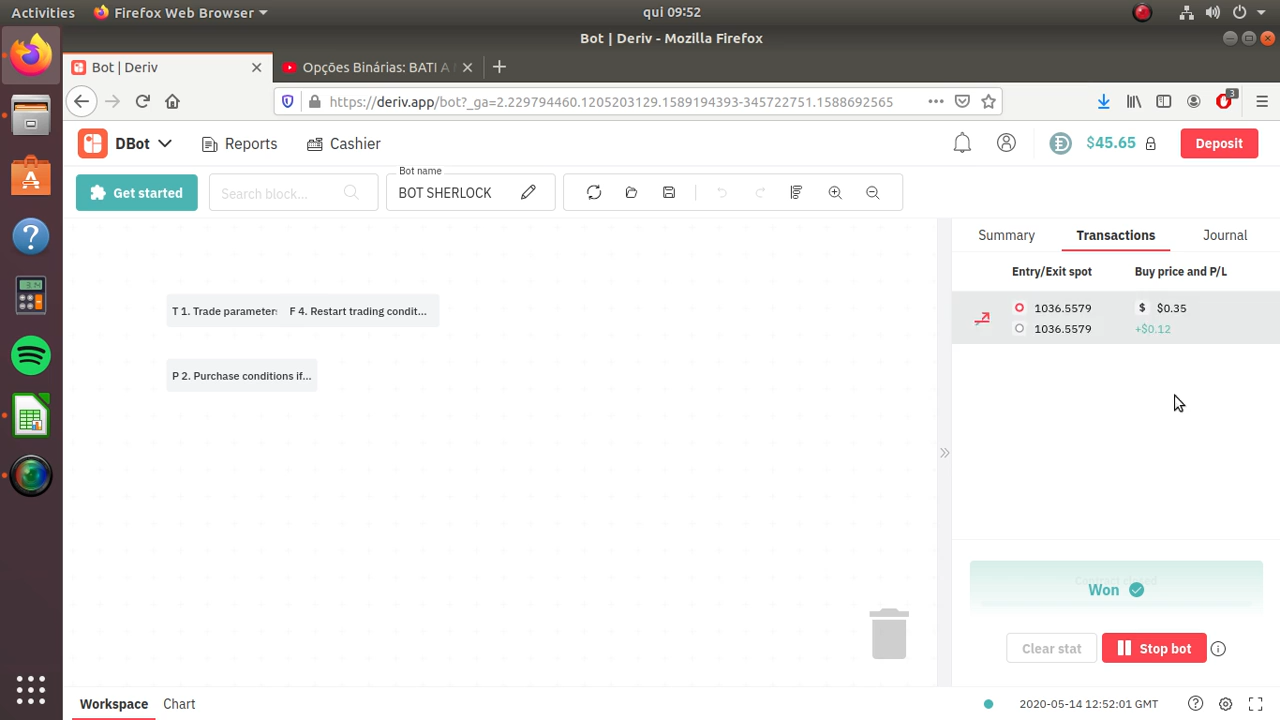 Activities
Firefox Web Browser
qui 09:52
Bot | Deriv - Mozilla Firefox
Bot | Deriv
Opções Binárias: BATI A
https://deriv.app/bot?_ga=2.229794460.1205203129.1589194393-345722751.1588692565
3
DBot
Reports
Cashier
$45.65
Deposit
Get started
Search block...
Bot name
BOT SHERLOCK
Summary
Transactions
Journal
Entry/Exit spot
Buy price and P/L
T 1. Trade parameters
F 4. Restart trading condit...
1036.5579
$ $0.35
1036.5579
+$0.12
P 2. Purchase conditions if...
Won
Clear stat
Stop bot
Workspace
Chart
2020-05-14 12:52:01 GMT